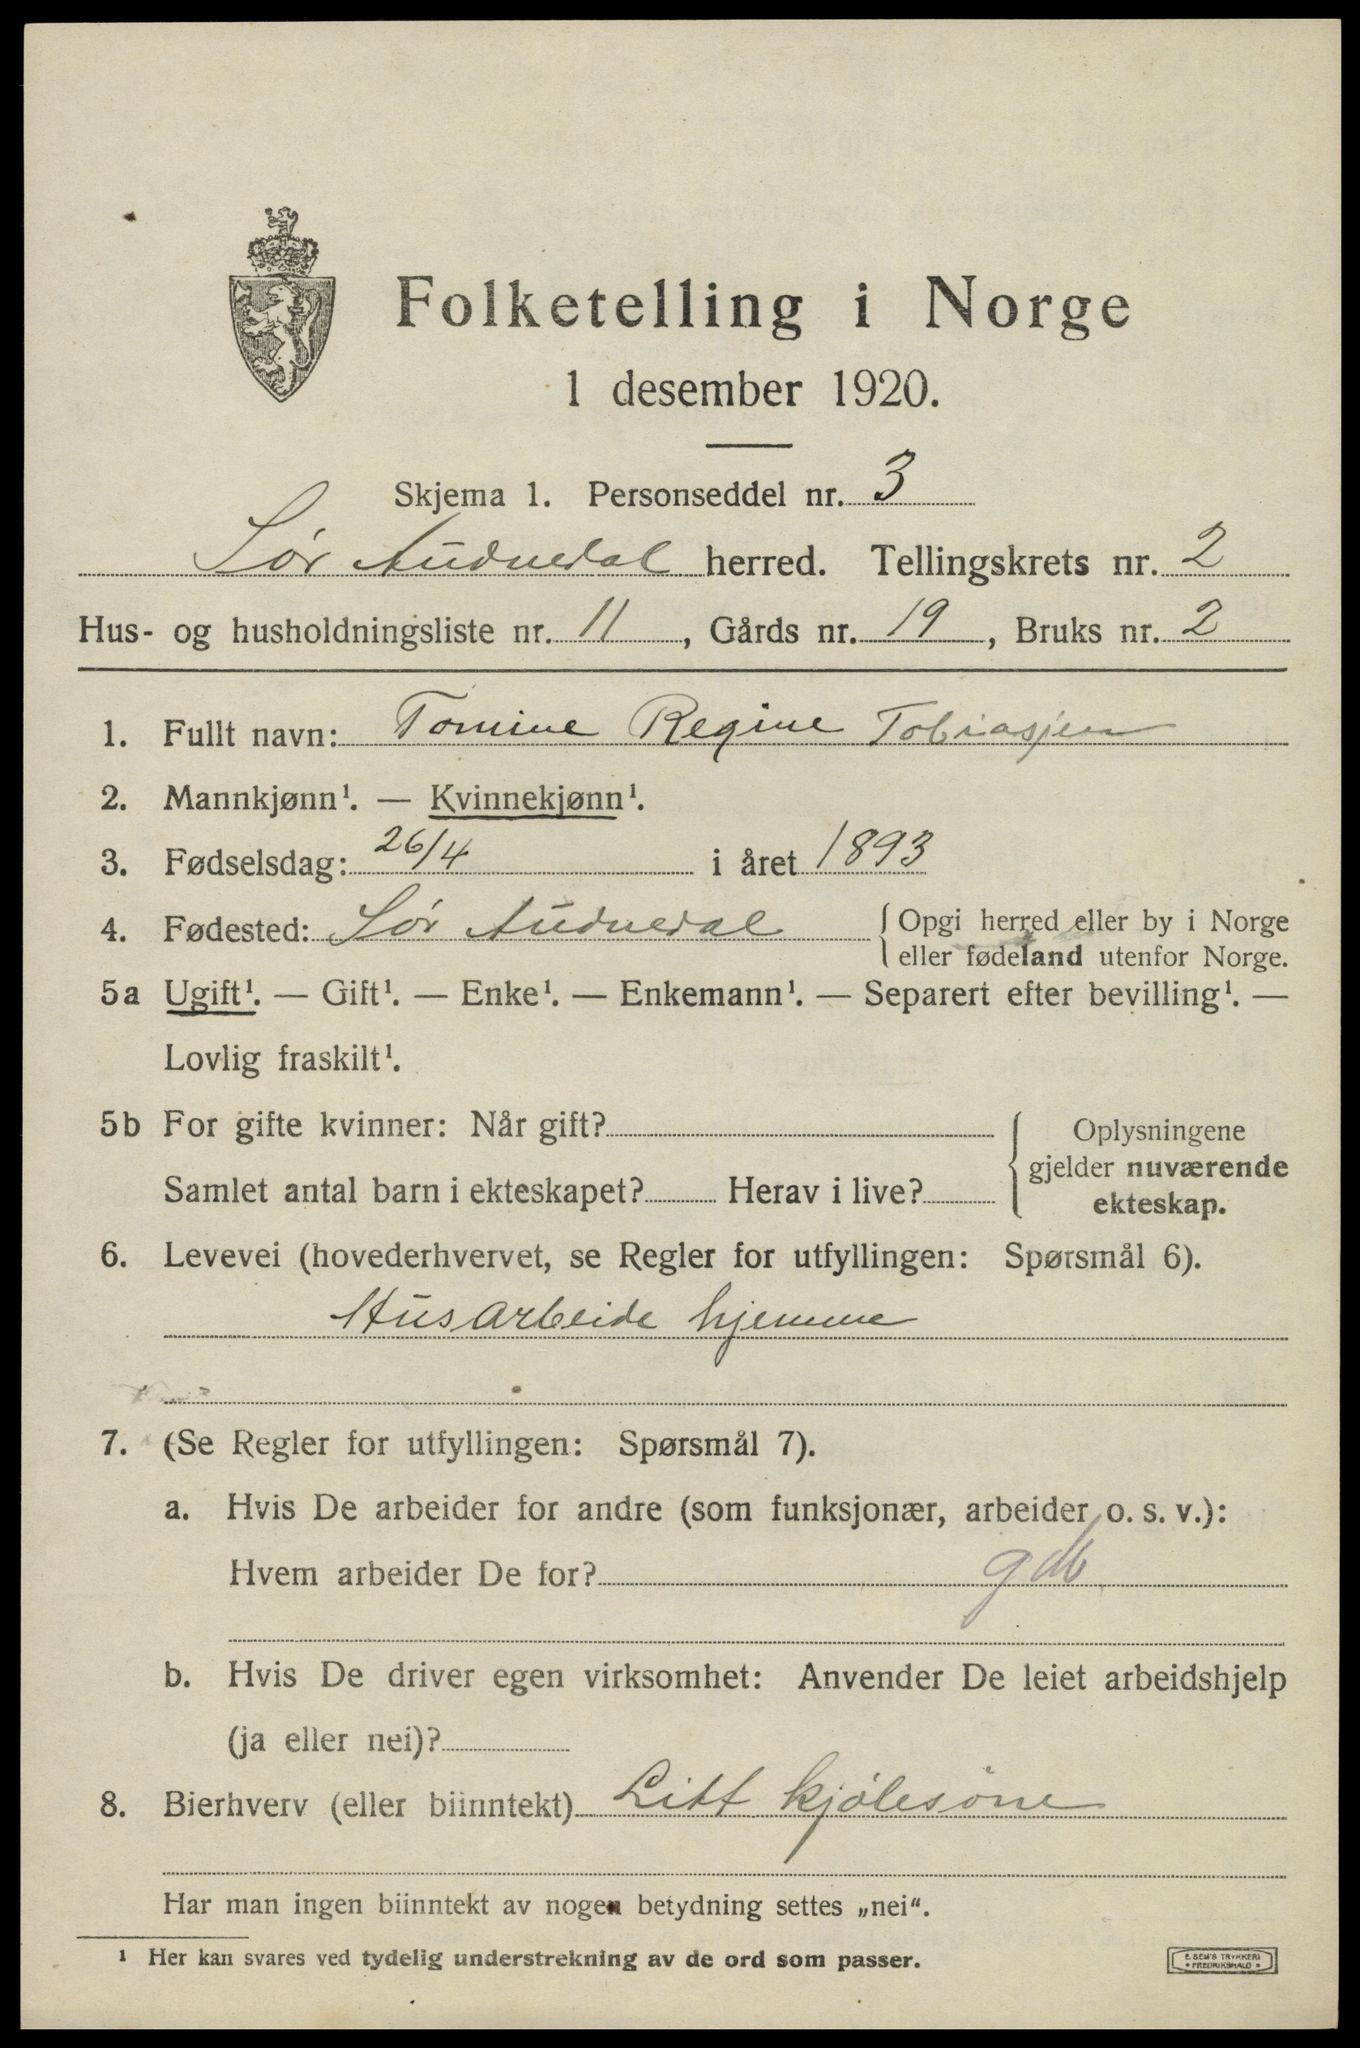 Folketelling i Norge
1 desember 1920.
Skjema 1. Personseddel nr. 3
Sør Audnedal herred. Tellingskrets nr. 2
Hus- og husholdningsliste nr. 11, Gårds nr. 19, Bruks nr. 2
1. Fullt navn: Tomine Regine Tobiasjen
2. Mannkjønn¹. — Kvinnekjønn¹.
3. Fødselsdag: 26/4 i året 1893
4. Fødested: Sør Audnedal {Opgi herred eller by i Norge
eller fødeland utenfor Norge.
5a Ugift¹. — Gift¹. — Enke¹. — Enkemann¹. — Separert efter bevilling¹. —
Lovlig fraskilt¹.
5b For gifte kvinner: Når gift?
Samlet antal barn i ekteskapet? Herav i live?
{Oplysningene
gjelder nuværende
ekteskap.
6. Levevei (hovederhvervet, se Regler for utfyllingen: Spørsmål 6).
Husarbeide hjemme
7. (Se Regler for utfyllingen: Spørsmål 7).
a. Hvis De arbeider for andre (som funksjonær, arbeider o. s. v.):
Hvem arbeider De for? gdb
b. Hvis De driver egen virksomhet: Anvender De leiet arbeidshjelp
(ja eller nei)?
8. Bierhverv (eller biinntekt) Litt kjolesöm
Har man ingen biinntekt av nogen betydning settes „nei“.
¹ Her kan svares ved tydelig understrekning av de ord som passer.
E. SEM'S TRYKKERI
• FREDRIKSHALD •